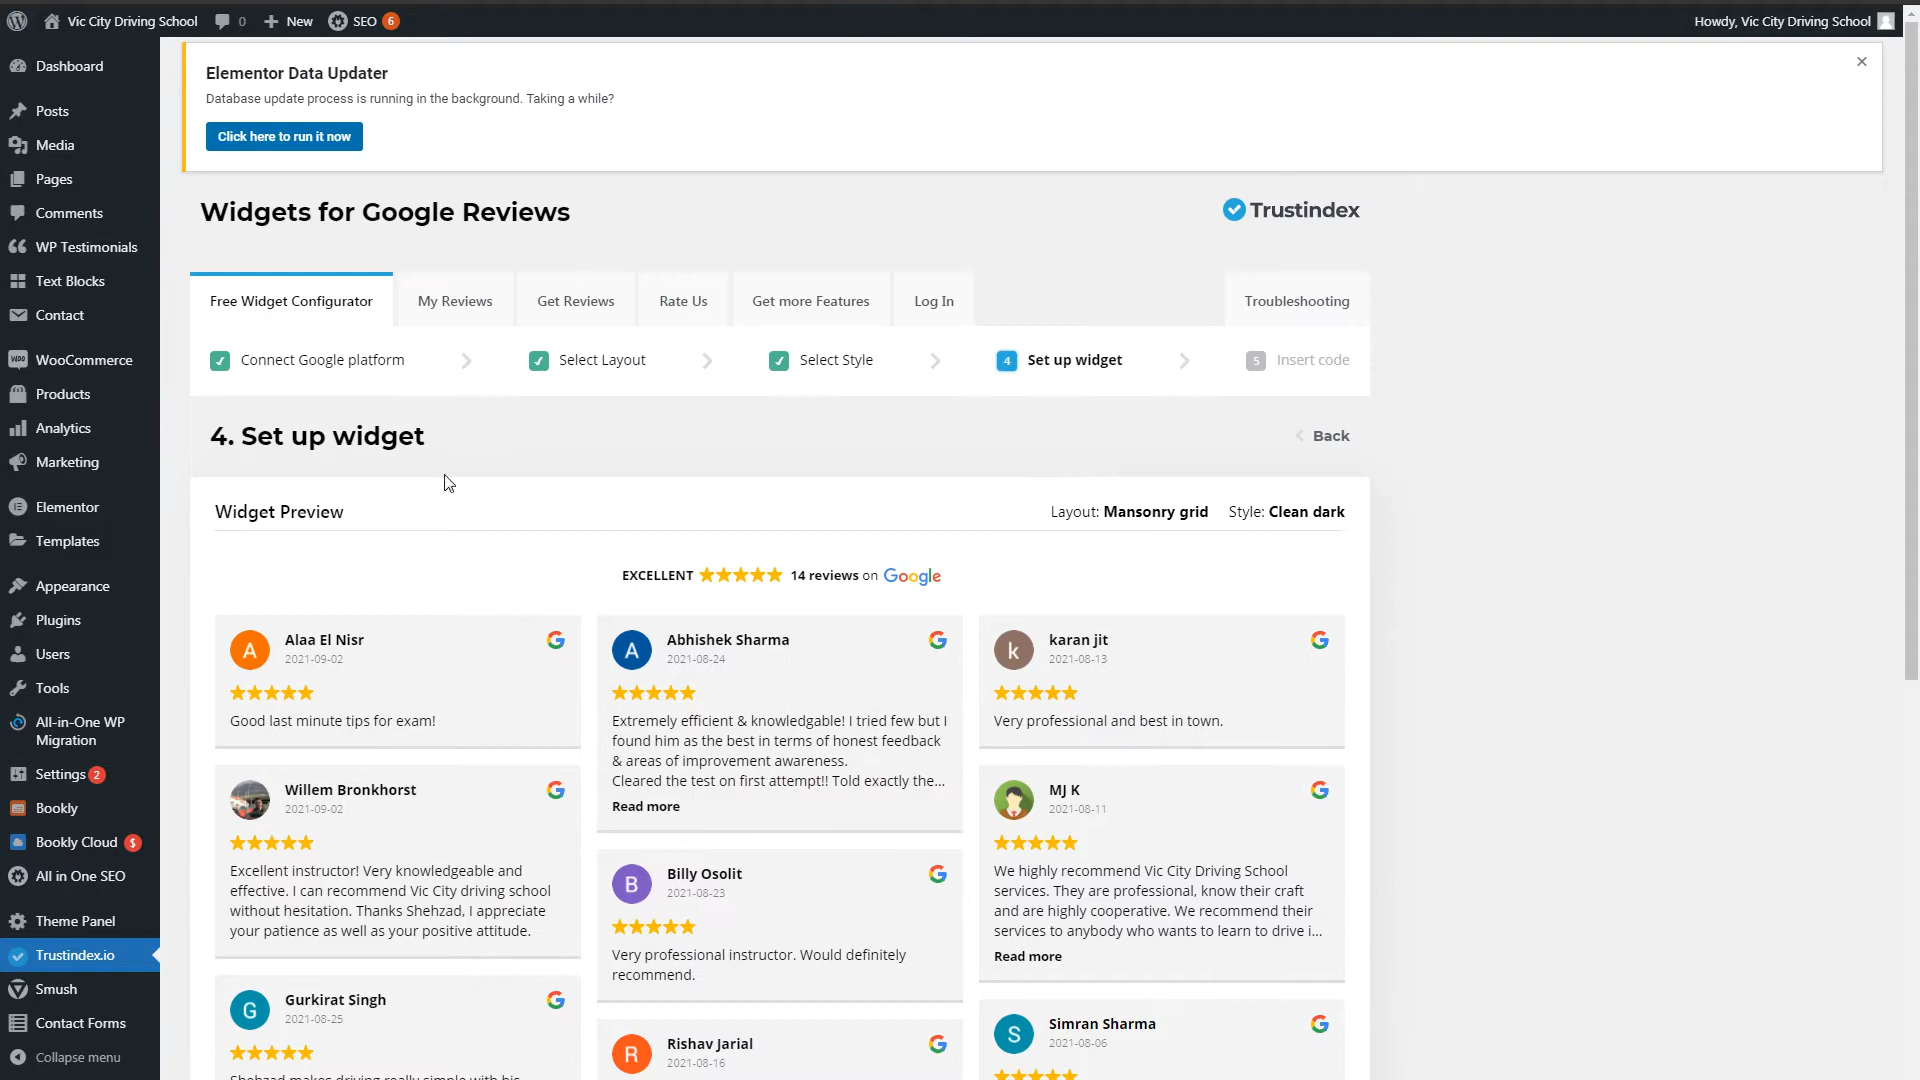 Vic City Driving School
0
New
SEO
6
Howdy, Vic City Driving School
Dashboard
Posts
Media
Pages
Comments
WP Testimonials
Text Blocks
Contact
WooCommerce
Products
Analytics
Marketing
Elementor
Templates
Appearance
Plugins
Users
Tools
All-in-One WP
Migration
Settings 2
Bookly
Bookly Cloud $
All in One SEO
Theme Panel
Trustindex.io
Smush
Contact Forms
Collapse menu
Elementor Data Updater
Database update process is running in the background. Taking a while?
Click here to run it now
Widgets for Google Reviews
Trustindex
Free Widget Configurator
My Reviews
Get Reviews
Rate Us
Get more Features
Log In
Troubleshooting
Connect Google platform
Select Layout
Select Style
4 Set up widget
5 Insert code
4. Set up widget
Back
Widget Preview
Layout: Mansonry grid
Style: Clean dark
EXCELLENT 14 reviews on Google
A
Alaa El Nisr
2021-09-02
Good last minute tips for exam!
Willem Bronkhorst
2021-09-02
Excellent instructor! Very knowledgeable and
effective. I can recommend Vic City driving school
without hesitation. Thanks Shehzad, I appreciate
your patience as well as your positive attitude.
G
Gurkirat Singh
2021-08-25
Shehzad makes driving really simple with his
A
Abhishek Sharma
2021-08-24
Extremely efficient & knowledgable! I tried few but I
found him as the best in terms of honest feedback
& areas of improvement awareness.
Cleared the test on first attempt!! Told exactly the...
Read more
B
Billy Osolit
2021-08-23
Very professional instructor. Would definitely
recommend.
R
Rishav Jarial
2021-08-16
k
karan jit
2021-08-13
Very professional and best in town.
MJ K
2021-08-11
We highly recommend Vic City Driving School
services. They are professional, know their craft
and are highly cooperative. We recommend their
services to anybody who wants to learn to drive i...
Read more
S
Simran Sharma
2021-08-06